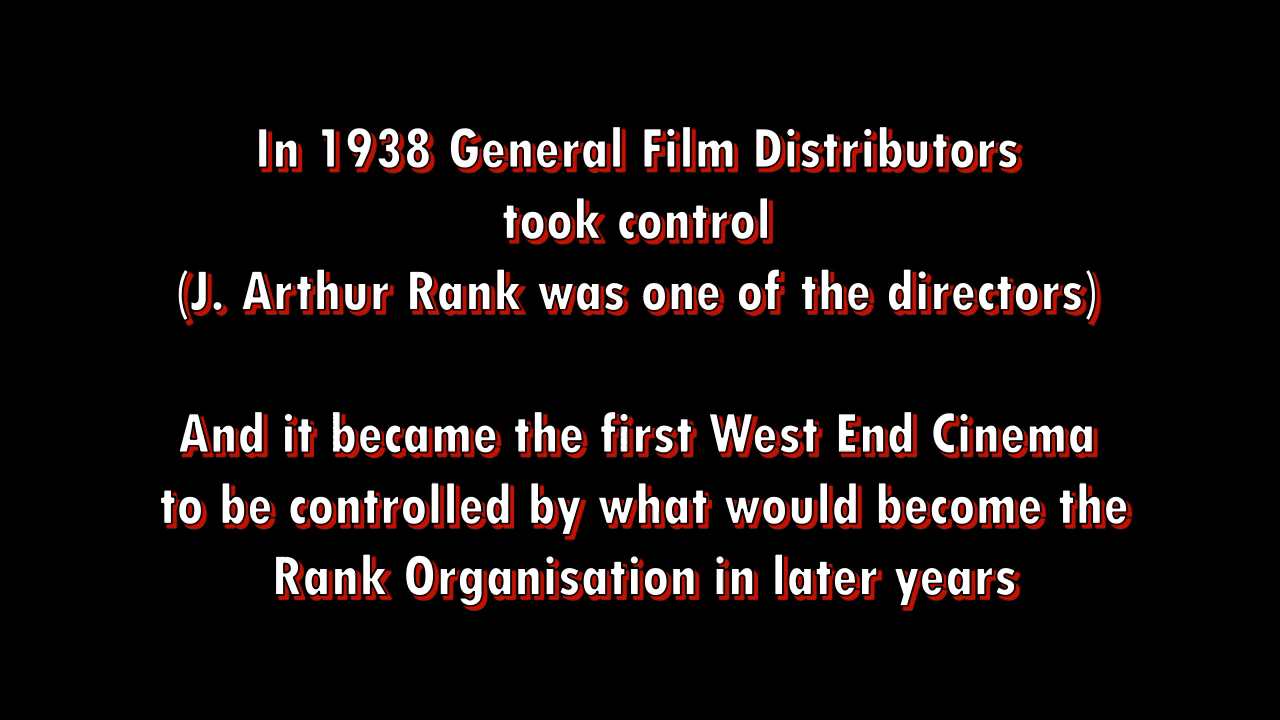 In 1938 General Film Distributors
took control
(J. Arthur Rank was one of the directors)
And it became the first West End Cinema
to be controlled by what would become the
Rank Organisation in later years